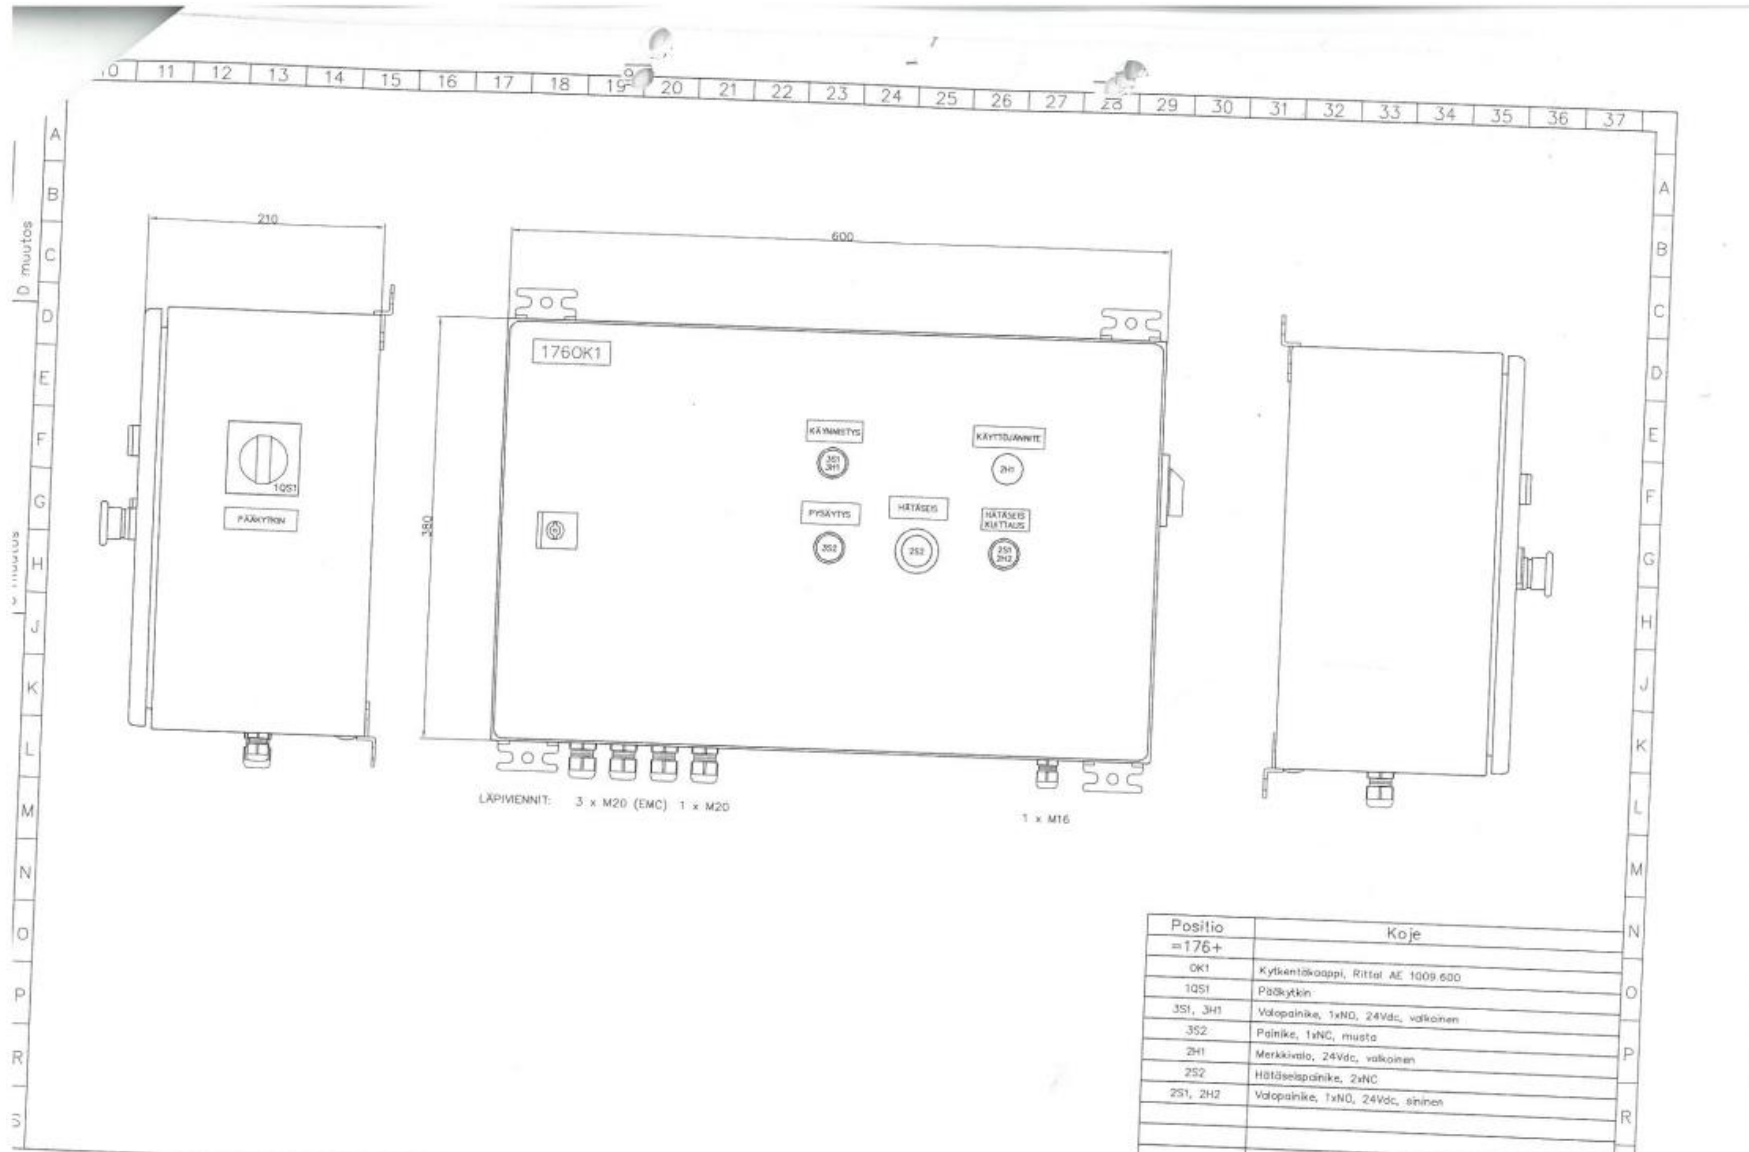 11 12 13 14 15 16 17 18 19 20 21 22 23 24 25 26 27 28 29 30 31 32 33 34 35 36 37
A
B
C
D
E
F
G
H
J
K
L
M
N
O
P
R
S
D muutos
210
600
380
176OK1
KÄYNNISTYS
3S1
3H1
KÄYTTÖJÄNNITE
2H1
PYSÄYTYS
3S2
HÄTÄSEIS
2S2
HÄTÄSEIS
KUITTAUS
2S1
2H2
1QS1
PÄÄKYTKIN
LÄPIVIENNIT: 3 x M20 (EMC) 1 x M20
1 x M16
A
B
C
D
E
F
G
H
J
K
L
M
N
O
P
R
Positio Koje
=176+
OK1 Kytkentäkaappi, Rittal AE 1009.600
1QS1 Pääkytkin
3S1, 3H1 Valopainike, 1xNO, 24Vdc, valkoinen
3S2 Painike, 1xNC, musta
2H1 Merkkivalo, 24Vdc, valkoinen
2S2 Hätäseispainike, 2xNC
2S1, 2H2 Valopainike, 1xNO, 24Vdc, sininen